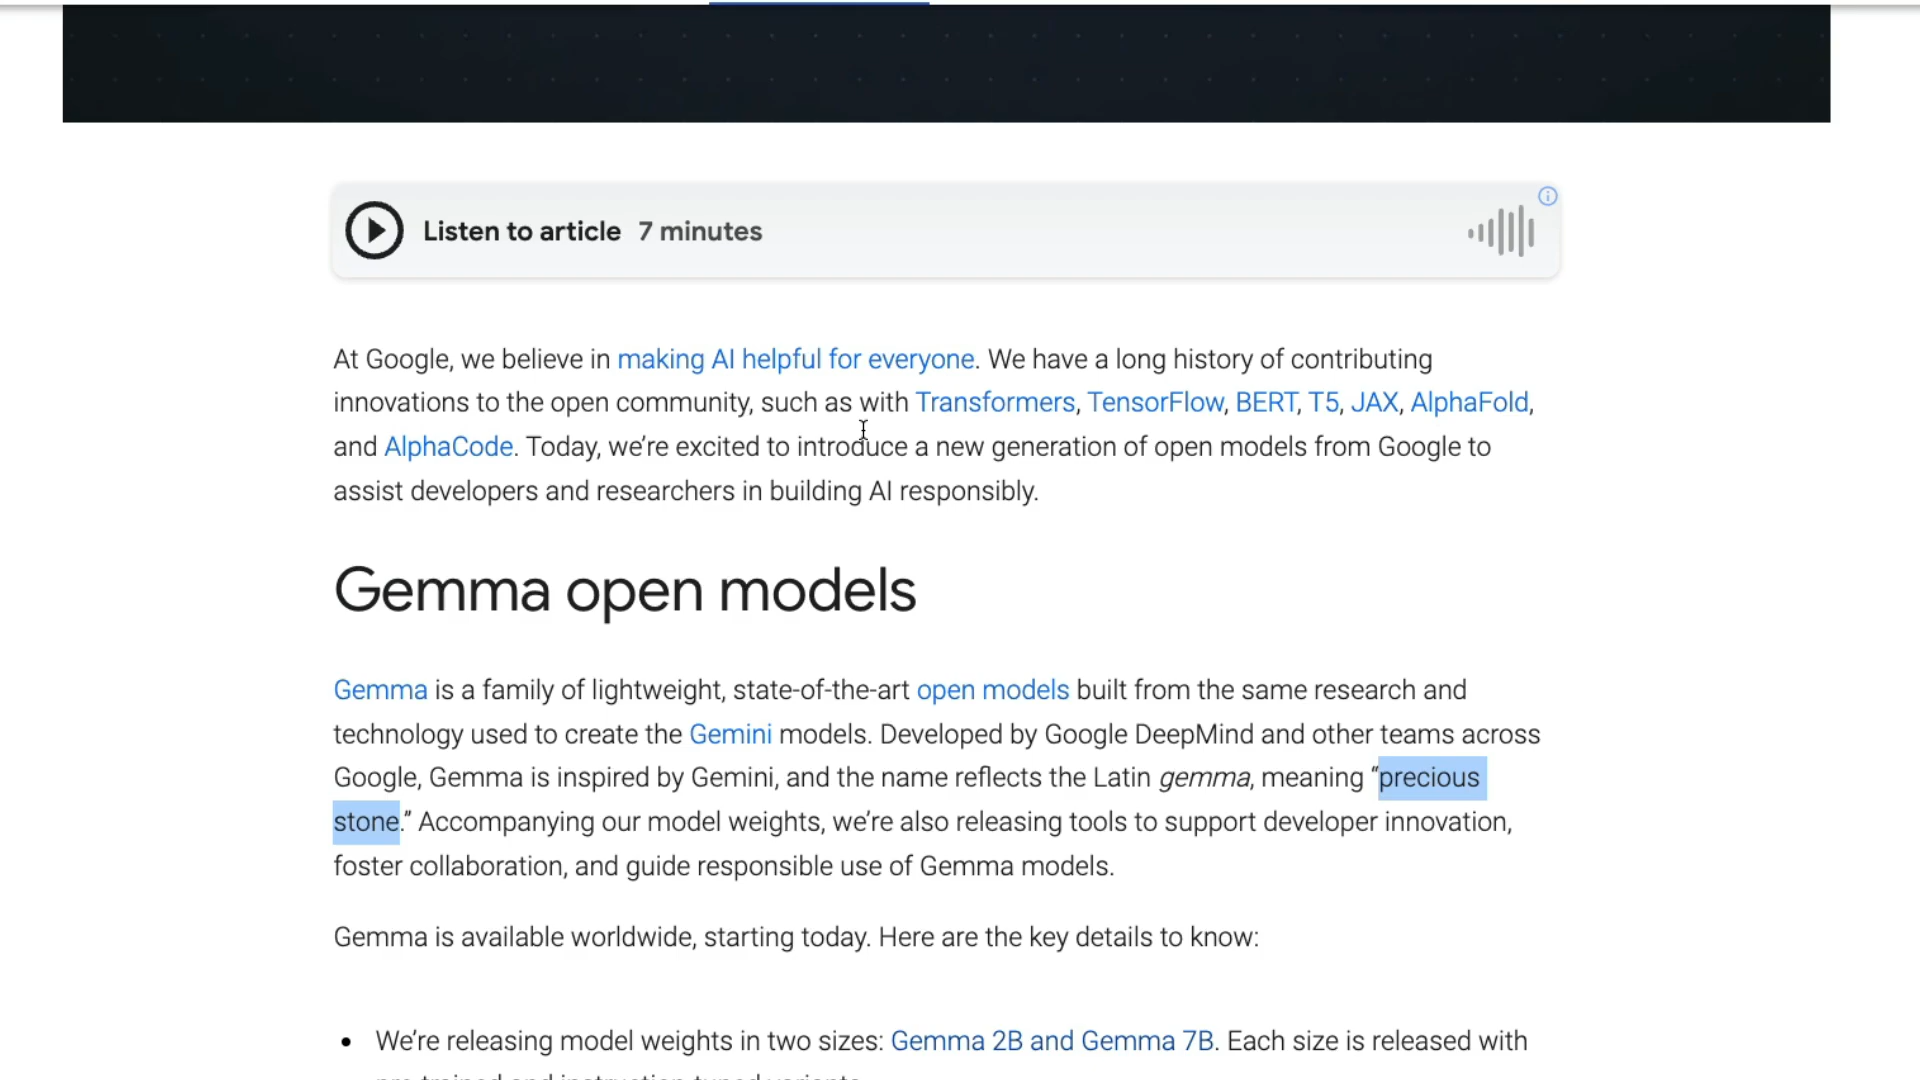 Listen to article 7 minutes
At Google, we believe in making AI helpful for everyone. We have a long history of contributing
innovations to the open community, such as with Transformers, TensorFlow, BERT, T5, JAX, AlphaFold,
and AlphaCode. Today, we’re excited to introduce a new generation of open models from Google to
assist developers and researchers in building AI responsibly.
Gemma open models
Gemma is a family of lightweight, state-of-the-art open models built from the same research and
technology used to create the Gemini models. Developed by Google DeepMind and other teams across
Google, Gemma is inspired by Gemini, and the name reflects the Latin gemma, meaning “precious
stone.” Accompanying our model weights, we’re also releasing tools to support developer innovation,
foster collaboration, and guide responsible use of Gemma models.
Gemma is available worldwide, starting today. Here are the key details to know:
• We’re releasing model weights in two sizes: Gemma 2B and Gemma 7B. Each size is released with
pre-trained and instruction-tuned variants.